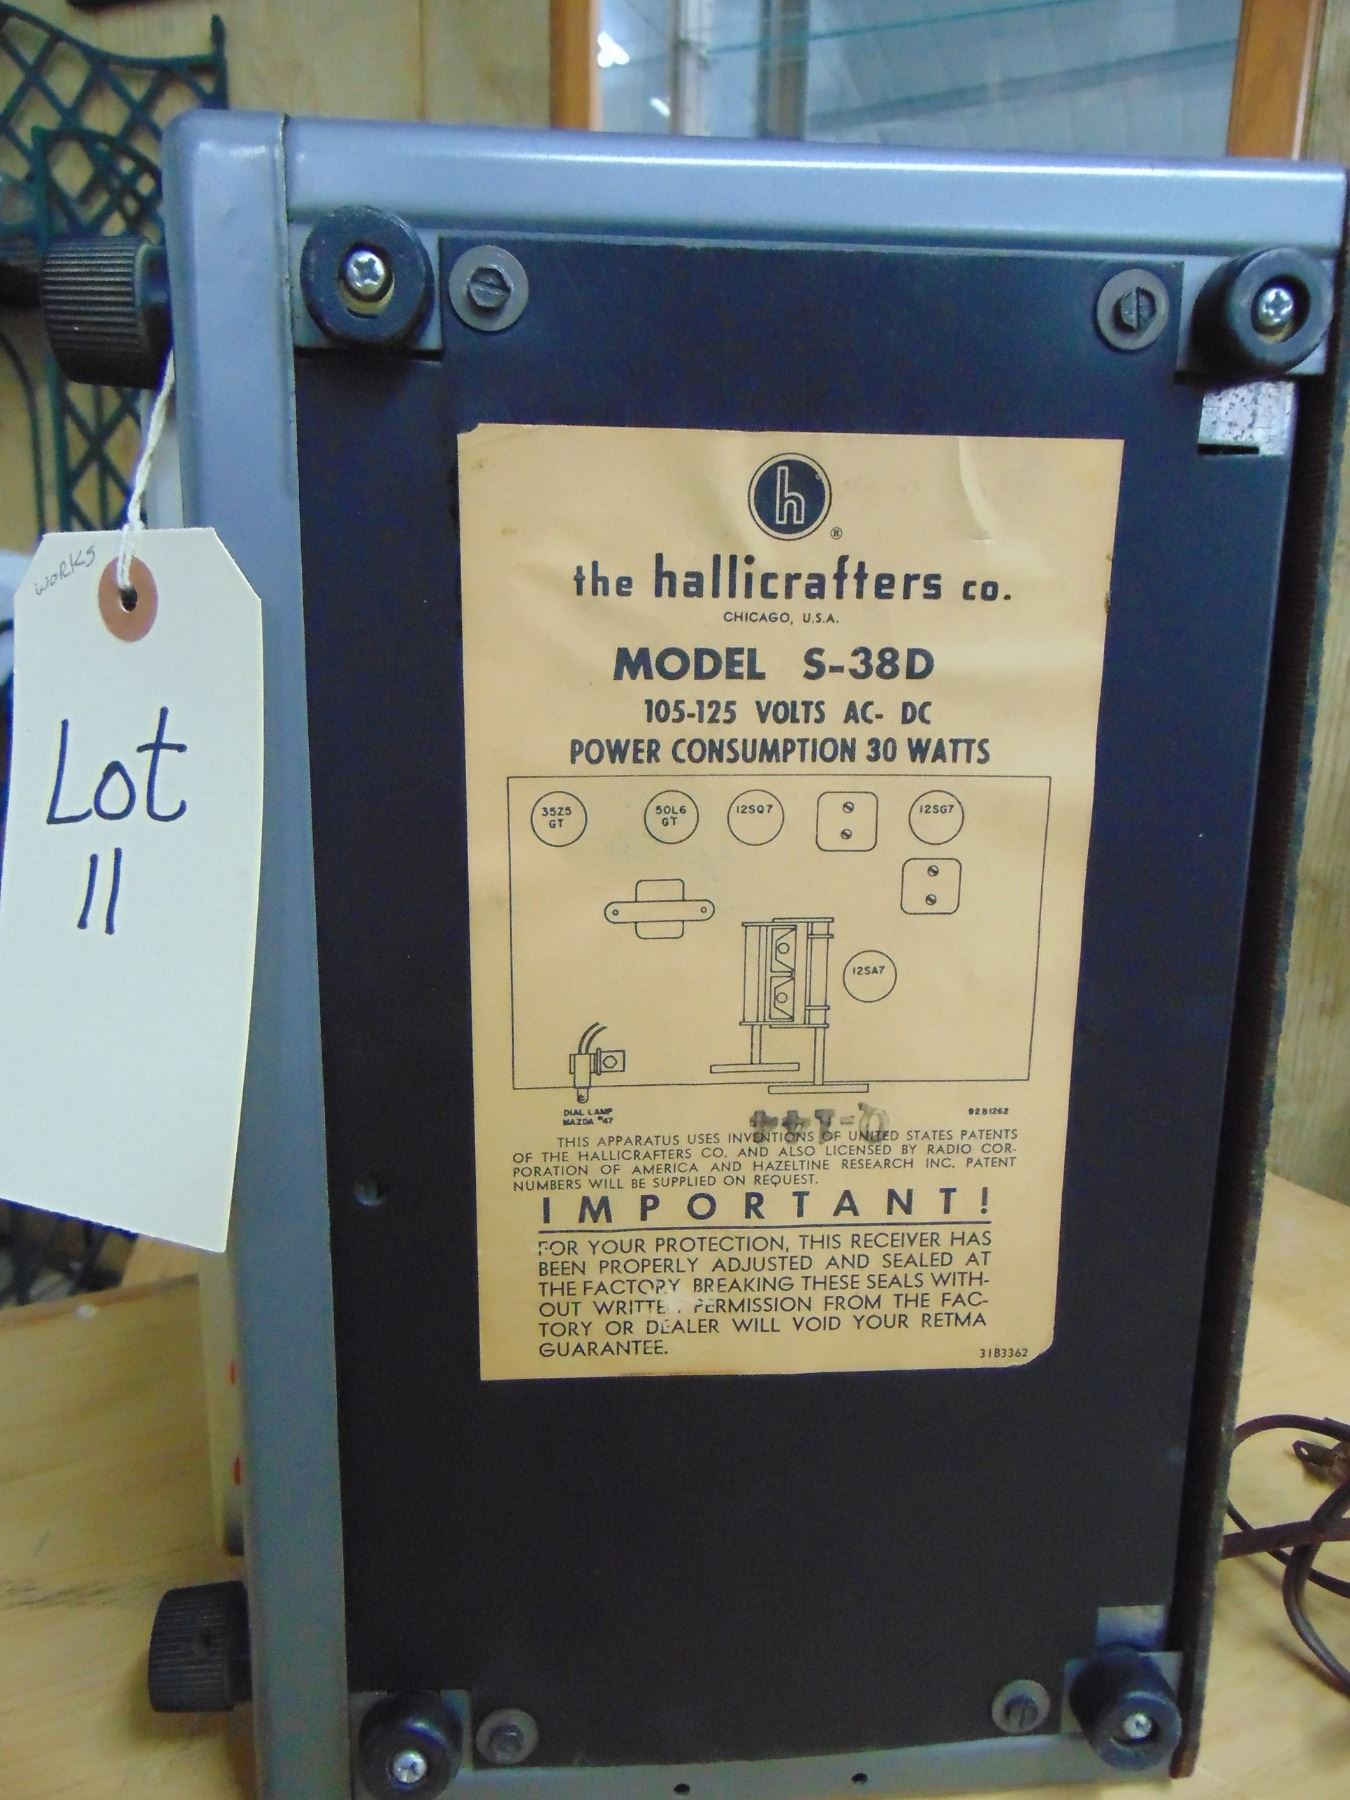 works
Lot
11
h
®
the hallicrafters co.
CHICAGO, U.S.A.
MODEL S-38D
105-125 VOLTS AC- DC
POWER CONSUMPTION 30 WATTS
35Z5
GT
50L6
GT
12SQ7
12SG7
12SA7
DIAL LAMP
MAZDA #47
92B1262
Q-144
THIS APPARATUS USES INVENTIONS OF UNITED STATES PATENTS
OF THE HALLICRAFTERS CO. AND ALSO LICENSED BY RADIO COR-
PORATION OF AMERICA AND HAZELTINE RESEARCH INC. PATENT
NUMBERS WILL BE SUPPLIED ON REQUEST.
IMPORTANT!
FOR YOUR PROTECTION, THIS RECEIVER HAS
BEEN PROPERLY ADJUSTED AND SEALED AT
THE FACTORY BREAKING THESE SEALS WITH-
OUT WRITTEN PERMISSION FROM THE FAC-
TORY OR DEALER WILL VOID YOUR RETMA
GUARANTEE.
31B3362